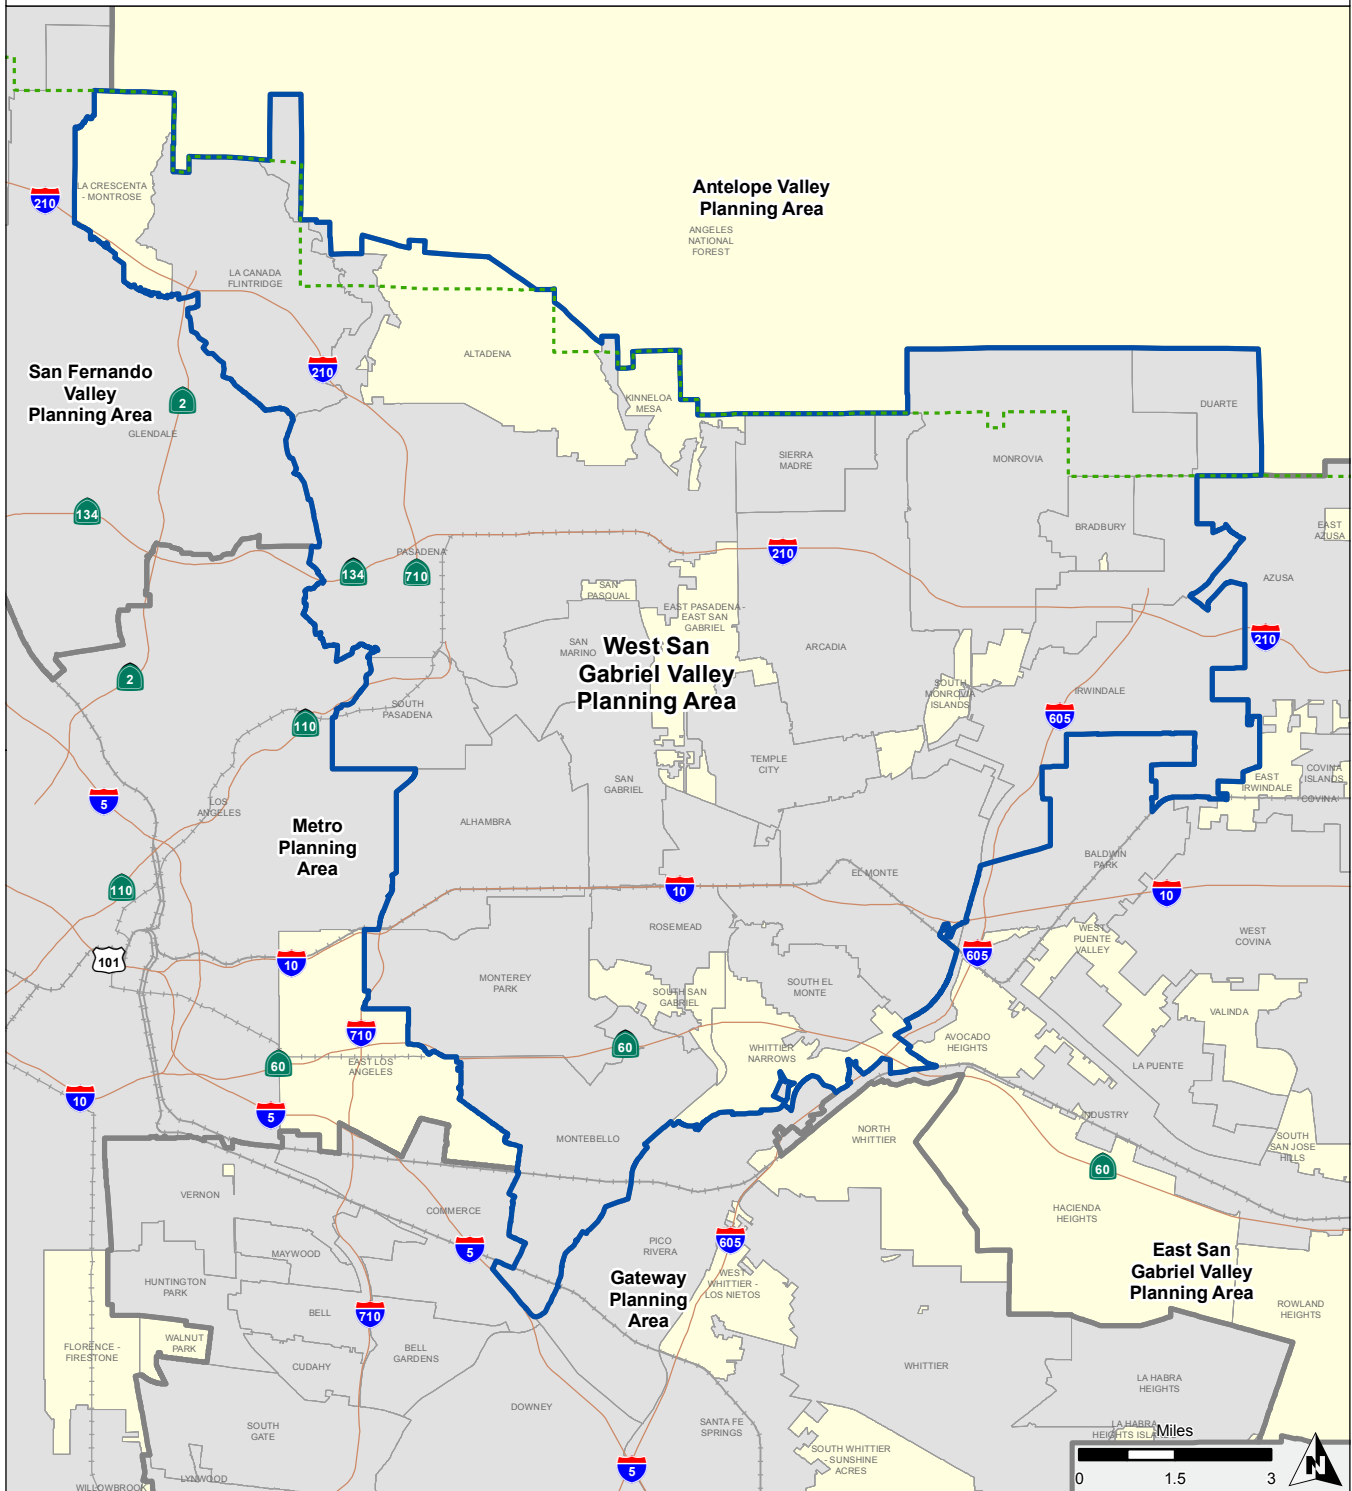 Antelope Valley
Planning Area
ANGELES
NATIONAL
FOREST
LA CRESCENTA
- MONTROSE
210
LA CANADA
FLINTRIDGE
San Fernando
Valley
Planning Area
2
GLENDALE
210
ALTADENA
KINNELOA
MESA
SIERRA
MADRE
MONROVIA
DUARTE
134
BRADBURY
EAST
AZUSA
AZUSA
PASADENA
134
710
210
SAN
PASQUAL
EAST PASADENA -
EAST SAN
GABRIEL
SAN
MARINO
West San
Gabriel Valley
Planning Area
ARCADIA
210
2
SOUTH
MONROVIA
ISLANDS
IRWINDALE
605
SOUTH
PASADENA
110
5
LOS
ANGELES
TEMPLE
CITY
SAN
GABRIEL
EAST
IRWINDALE
COVINA
ISLANDS
COVINA
Metro
Planning
Area
ALHAMBRA
BALDWIN
PARK
110
10
EL MONTE
10
ROSEMEAD
WEST
PUENTE
VALLEY
WEST
COVINA
101
10
605
MONTEREY
PARK
SOUTH SAN
GABRIEL
SOUTH EL
MONTE
VALINDA
710
60
60
EAST LOS
ANGELES
WHITTIER
NARROWS
AVOCADO
HEIGHTS
LA PUENTE
10
5
INDUSTRY
MONTEBELLO
NORTH
WHITTIER
SOUTH
SAN JOSE
HILLS
60
VERNON
COMMERCE
HACIENDA
HEIGHTS
MAYWOOD
5
PICO
RIVERA
605
East San
Gabriel Valley
Planning Area
HUNTINGTON
PARK
Gateway
Planning
Area
WEST
WHITTIER -
LOS NIETOS
ROWLAND
HEIGHTS
BELL
710
FLORENCE -
FIRESTONE
WALNUT
PARK
CUDAHY
BELL
GARDENS
WHITTIER
LA HABRA
HEIGHTS
DOWNEY
SOUTH
GATE
SANTA FE
SPRINGS
LA HABRA
HEIGHTS
Miles
SOUTH WHITTIER
- SUNSHINE
ACRES
5
LYNWOOD
WILLOWBROOK
0
1.5
3
N